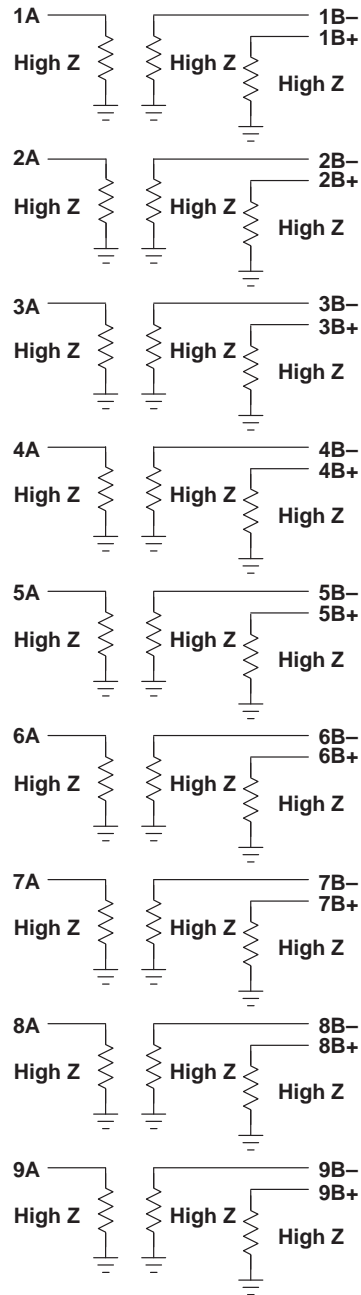 1A 1B–
1B+
High Z High Z High Z
2A 2B–
2B+
High Z High Z High Z
3A 3B–
3B+
High Z High Z High Z
4A 4B–
4B+
High Z High Z High Z
5A 5B–
5B+
High Z High Z High Z
6A 6B–
6B+
High Z High Z High Z
7A 7B–
7B+
High Z High Z High Z
8A 8B–
8B+
High Z High Z High Z
9A 9B–
9B+
High Z High Z High Z